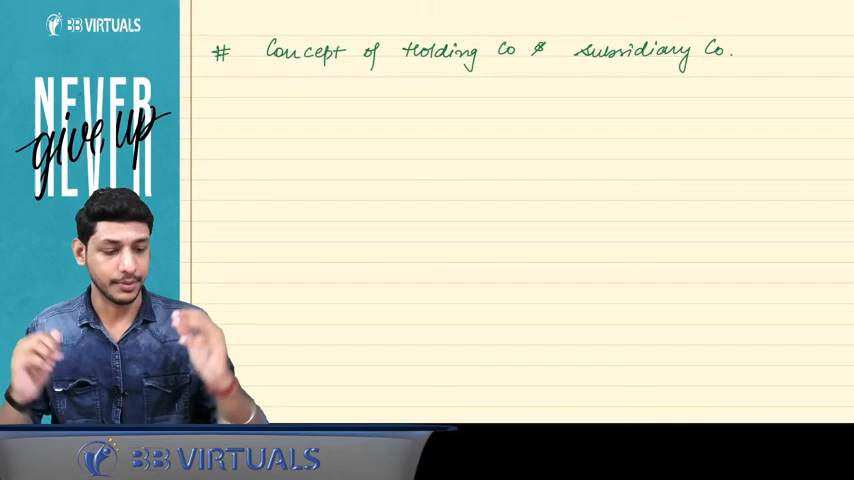 BB VIRTUALS
# Concept of Holding Co & Subsidiary Co.
NEVER
give up
NEVER
BB VIRTUALS